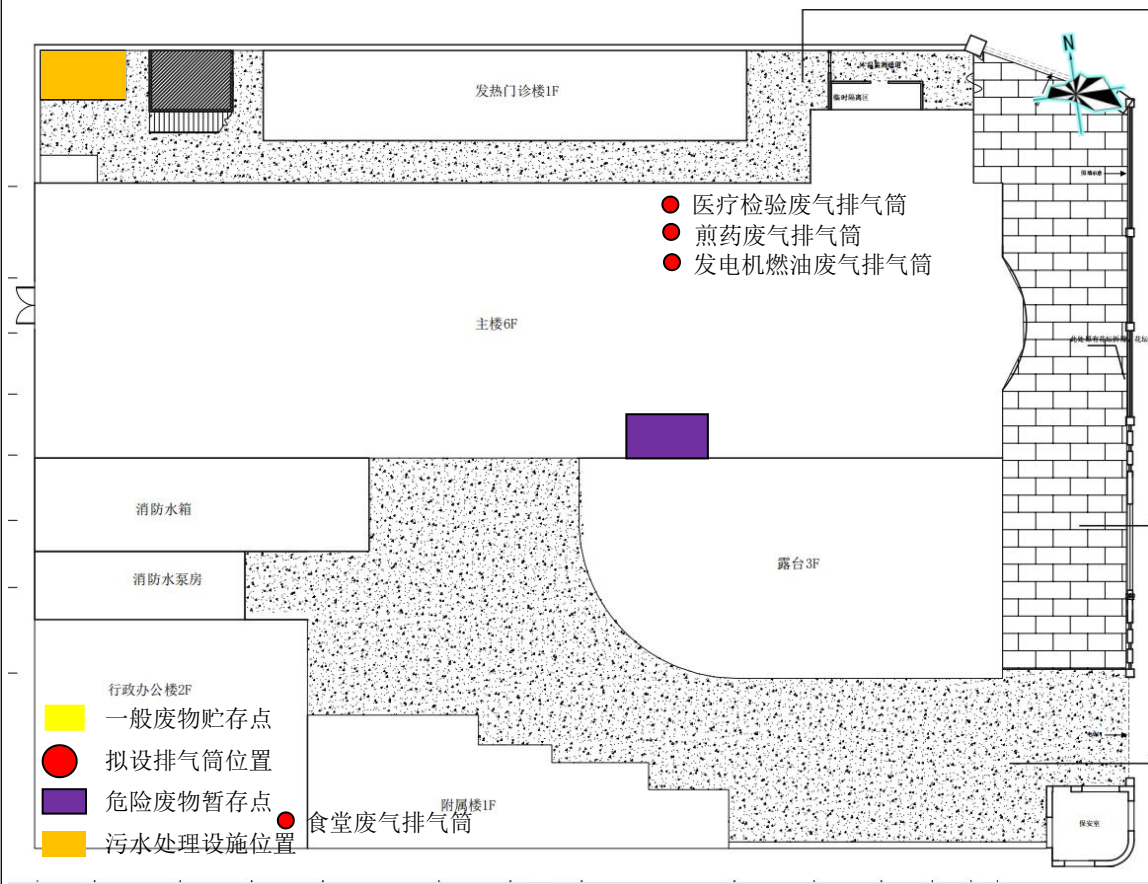 N
发热门诊楼1F
临时隔离区
医疗检验废气排气筒
煎药废气排气筒
发电机燃油废气排气筒
主楼6F
消防水箱
消防水泵房
露台3F
行政办公楼2F
一般废物贮存点
拟设排气筒位置
危险废物暂存点
附属楼1F
食堂废气排气筒
污水处理设施位置
保安室